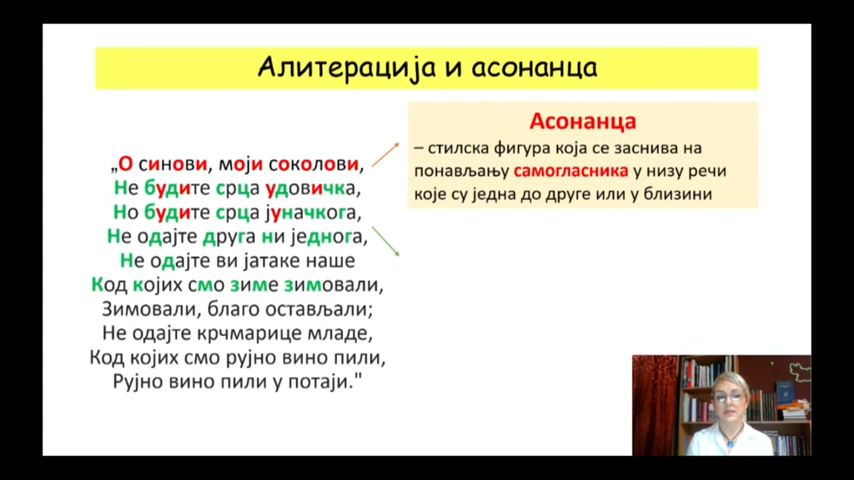 Алитерација и асонанца
„О синови, моји соколови,
Не будите срца удовичка,
Но будите срца јуначкога,
Не одајте друга ни једнога,
Не одајте ви јатаке наше
Код којих смо зиме зимовали,
Зимовали, благо остављали;
Не одајте крчмарице младе,
Код којих смо рујно вино пили,
Рујно вино пили у потаји."
Асонанца
– стилска фигура која се заснива на
понављању самогласника у низу речи
које су једна до друге или у близини